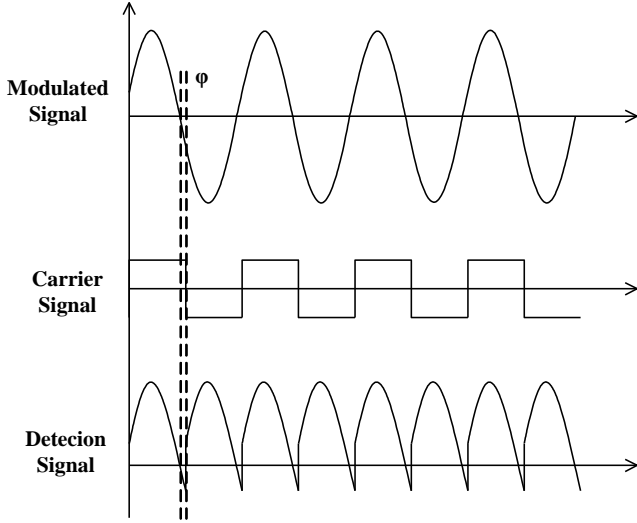 φ
Modulated
Signal
Carrier
Signal
Detecion
Signal